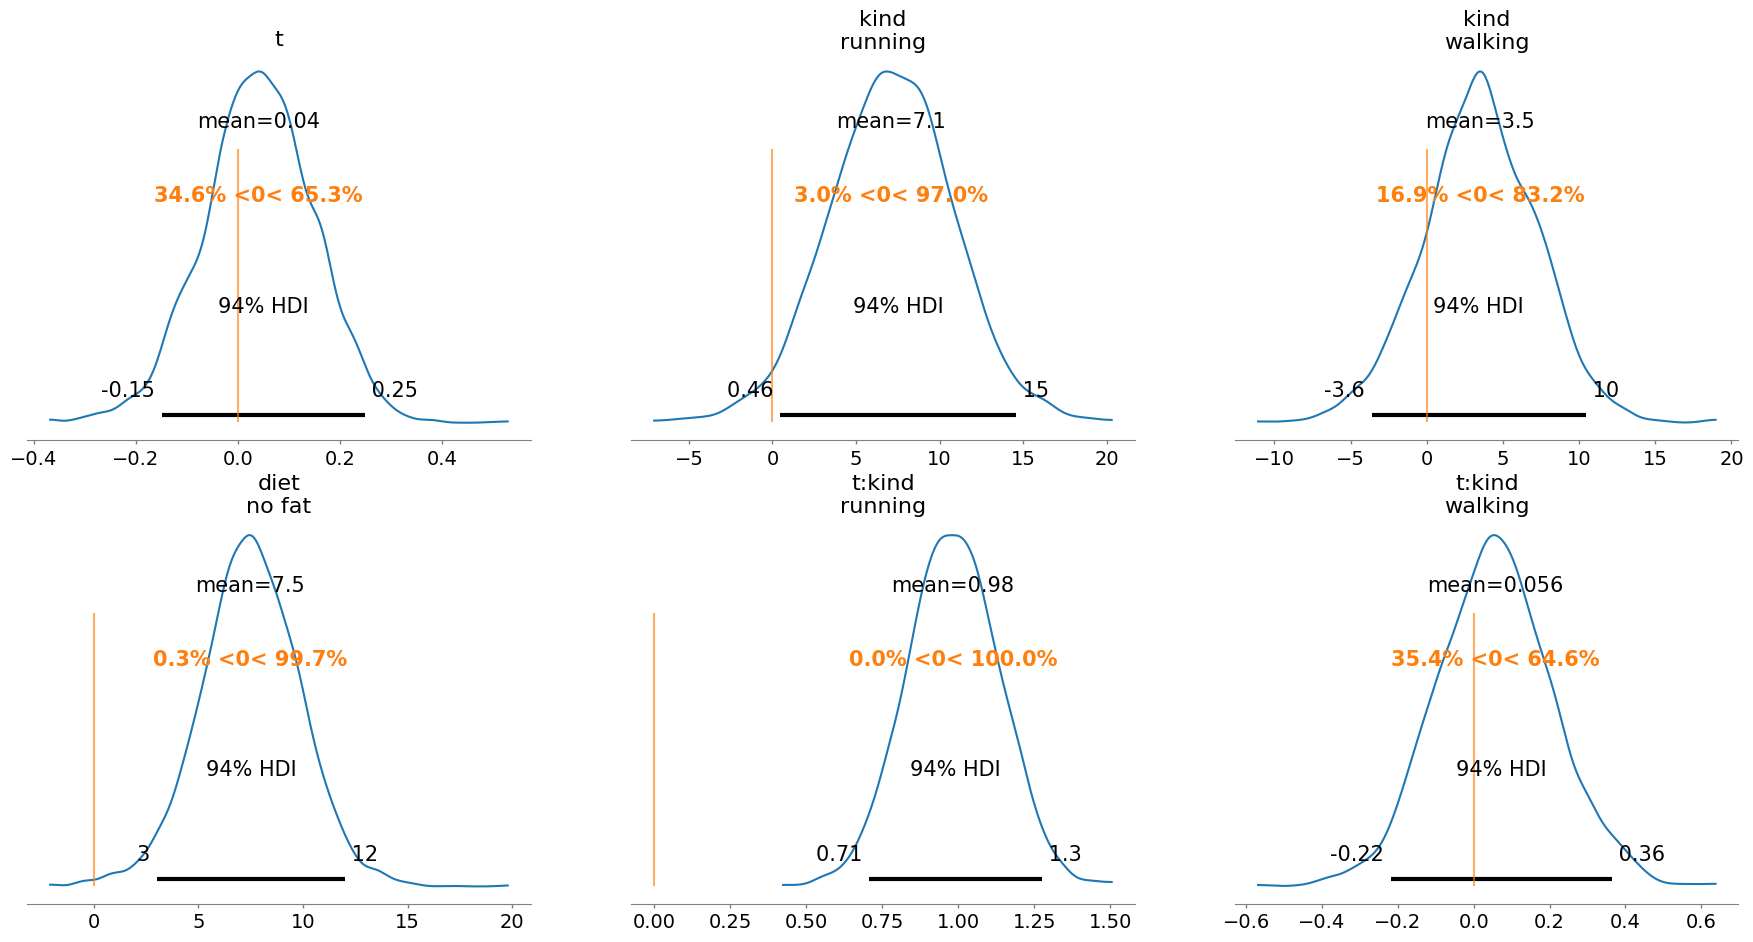 t
mean=0.04
34.6% <0< 65.3%
94% HDI
-0.15
0.25
−0.4
−0.2
0.0
0.2
0.4
kind
running
mean=7.1
3.0% <0< 97.0%
94% HDI
0.46
15
−5
0
5
10
15
20
kind
walking
mean=3.5
16.9% <0< 83.2%
94% HDI
-3.6
10
−10
−5
0
5
10
15
20
diet
no fat
mean=7.5
0.3% <0< 99.7%
94% HDI
3
12
0
5
10
15
20
t:kind
running
mean=0.98
0.0% <0< 100.0%
94% HDI
0.71
1.3
0.00
0.25
0.50
0.75
1.00
1.25
1.50
t:kind
walking
mean=0.056
35.4% <0< 64.6%
94% HDI
-0.22
0.36
−0.6
−0.4
−0.2
0.0
0.2
0.4
0.6